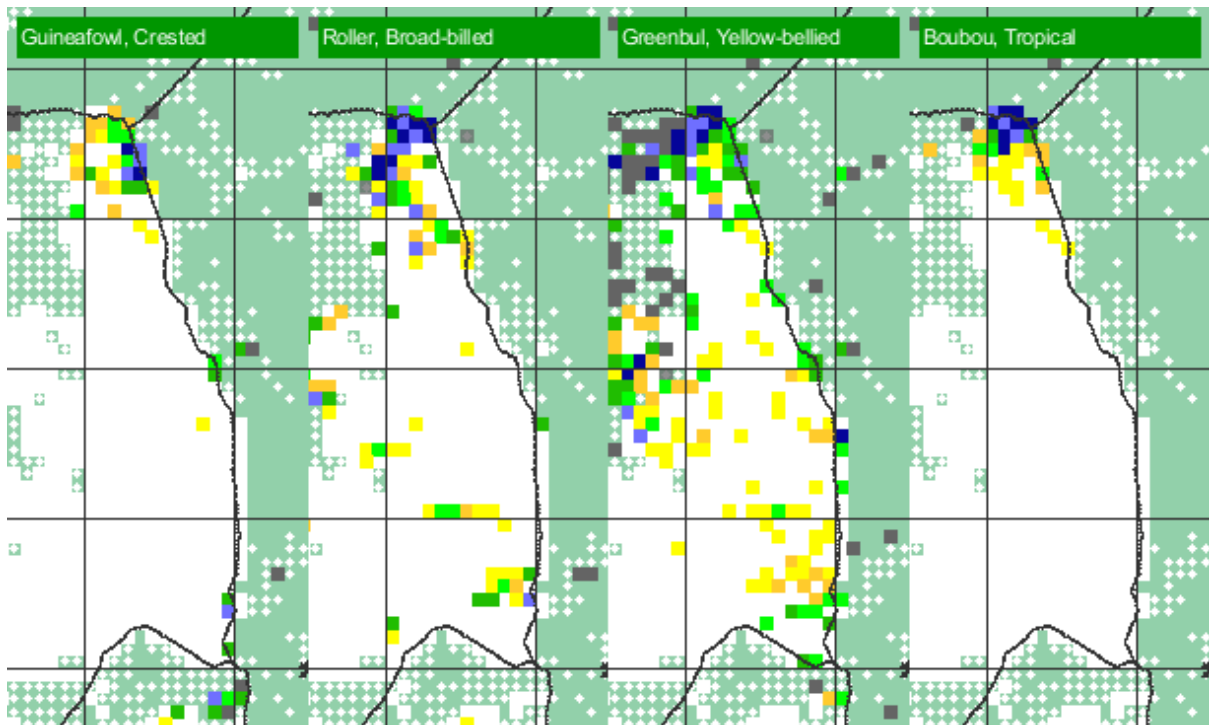 Guineafowl, Crested
Roller, Broad-billed
Greenbul, Yellow-bellied
Boubou, Tropical